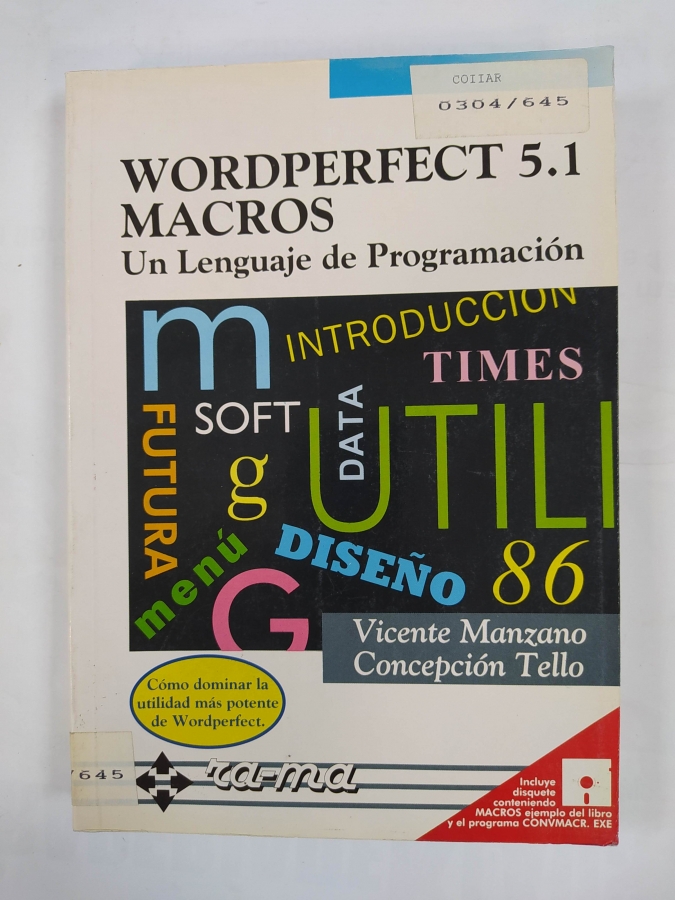 COIIAR
0304/645
WORDPERFECT 5.1
MACROS
Un Lenguaje de Programación
m
INTRODUCCION
TIMES
FUTURA
SOFT
DATA
UTILI
g
menú
DISEÑO
86
G
Vicente Manzano
Concepción Tello
Cómo dominar la
utilidad más potente
de Wordperfect.
/645
ra-ma
Incluye
disquete
conteniendo
MACROS ejemplo del libro
y el programa CONVMACR. EXE